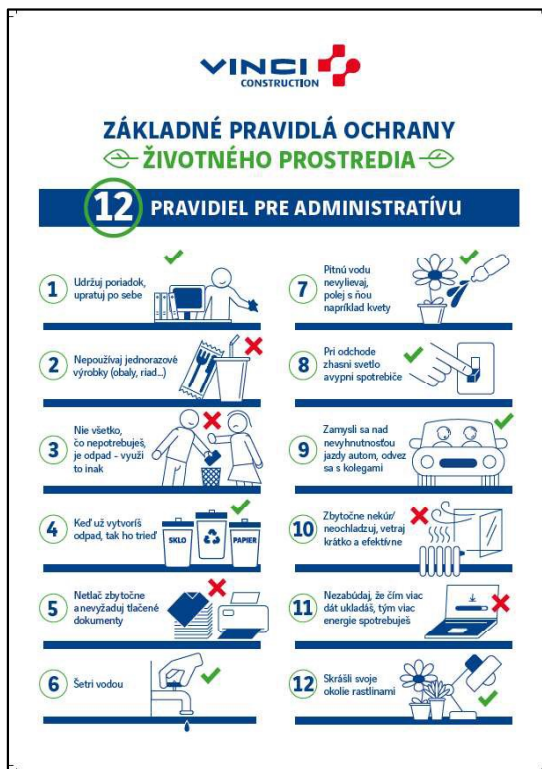 VINCI
CONSTRUCTION
ZÁKLADNÉ PRAVIDLÁ OCHRANY
ŽIVOTNÉHO PROSTREDIA
12 PRAVIDIEL PRE ADMINISTRATÍVU
1
Udržuj poriadok,
upratuj po sebe
2
Nepoužívaj jednorazové
výrobky (obaly, riad...)
3
Nie všetko,
čo nepotrebuješ,
je odpad - využi
to inak
4
Keď už vytvoríš
odpad, tak ho trieď
SKLO
PAPIER
5
Netlač zbytočne
a nevyžaduj tlačené
dokumenty
6
Šetri vodou
7
Pitnú vodu
nevylievaj,
polej s ňou
napríklad kvety
8
Pri odchode
zhasni svetlo
avypni spotrebiče
9
Zamysli sa nad
nevyhnutnosťou
jazdy autom, odvez
sa s kolegami
10
Zbytočne nekúr/
neochladzuj, vetraj
krátko a efektívne
11
Nezabúdaj, že čím viac
dát ukladáš, tým viac
energie spotrebuješ
12
Skrášli svoje
okolie rastlinami